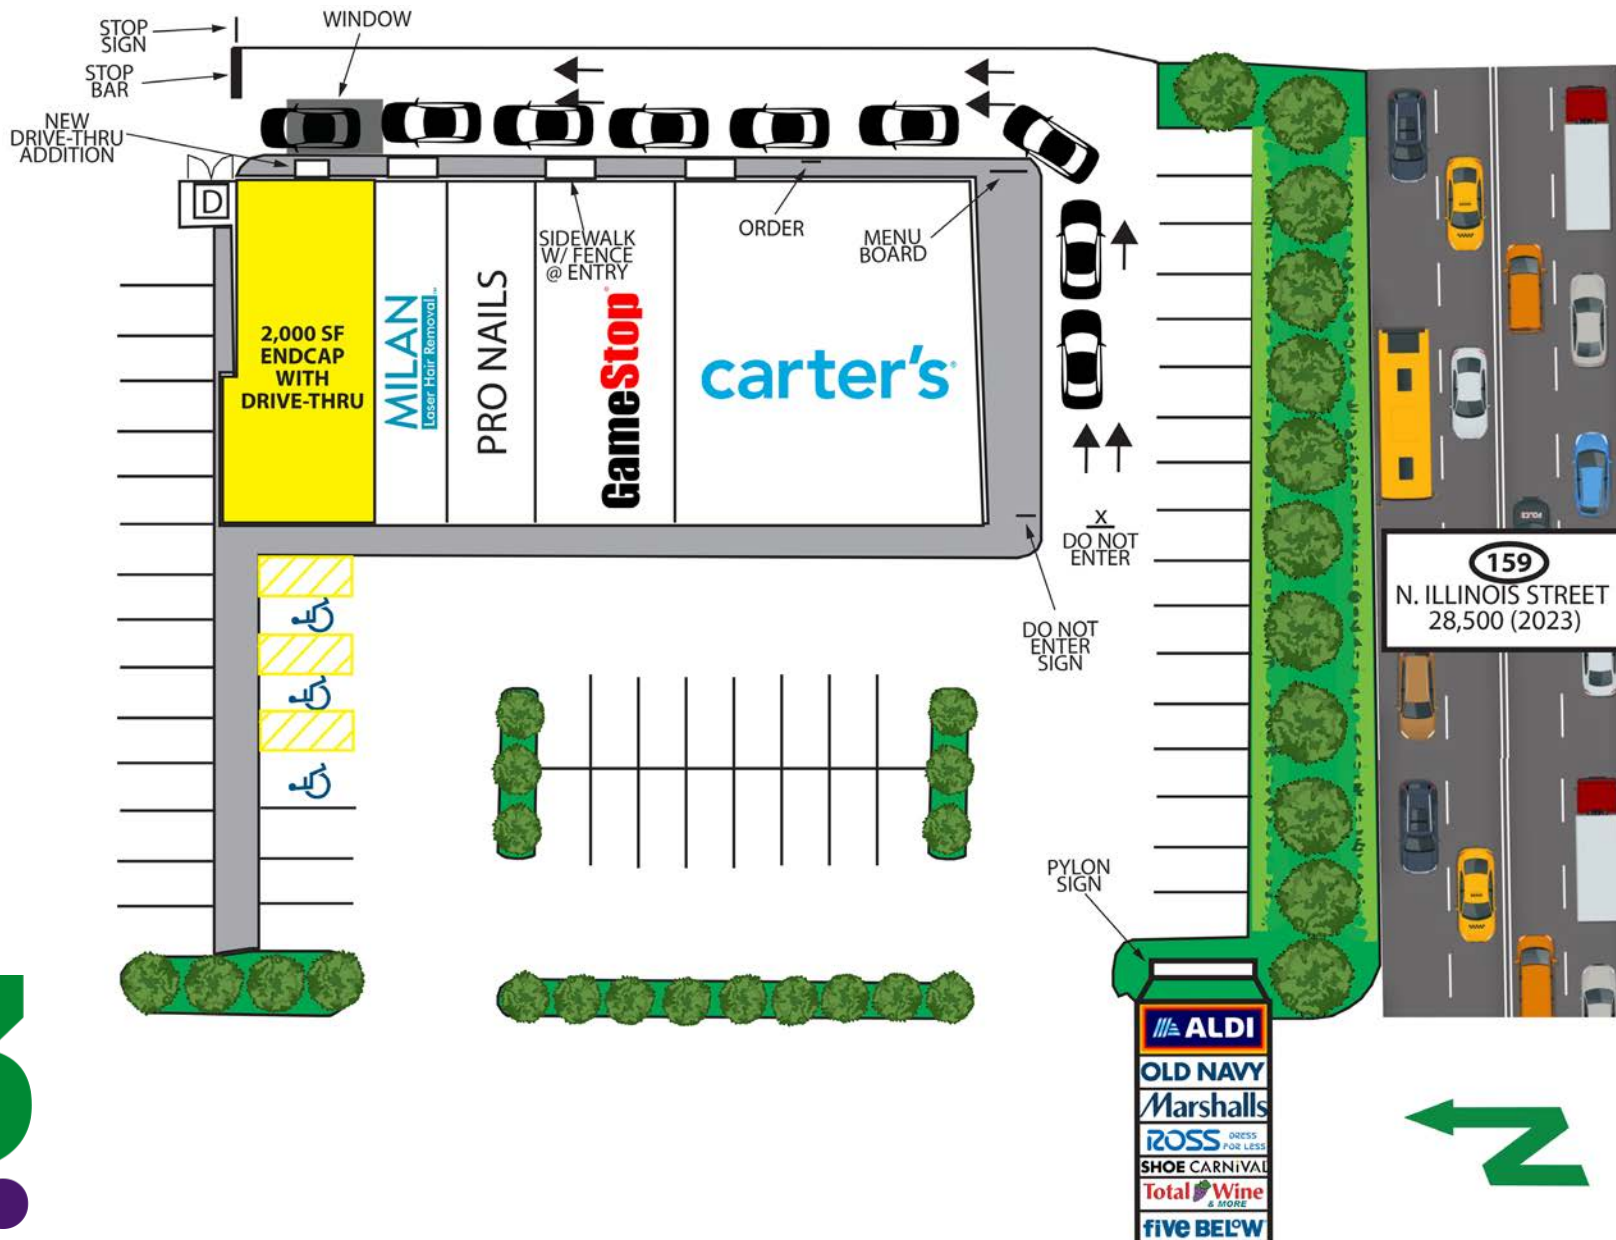 STOP
SIGN
WINDOW
STOP
BAR
NEW
DRIVE-THRU
ADDITION
D
SIDEWALK
W/ FENCE
@ ENTRY
ORDER
MENU
BOARD
2,000 SF
ENDCAP
WITH
DRIVE-THRU
MILAN
Laser Hair Removal
PRO NAILS
GameStop
carter's
X
DO NOT
ENTER
DO NOT
ENTER
SIGN
POLICE
159
N. ILLINOIS STREET
28,500 (2023)
PYLON
SIGN
ALDI
OLD NAVY
Marshalls
ROSS DRESS
FOR LESS
SHOE CARNIVAL
Total Wine
& MORE
five BELOW
N